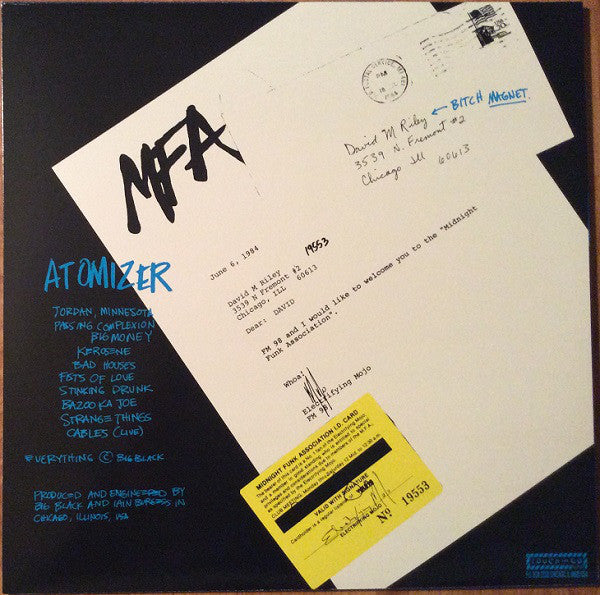 MFA
David M Riley
3539 N. Fremont #2
Chicago Ill 60613
← BITCH MAGNET.
June 6, 1984
19553
David M Riley
3539 N Fremont #2
Chicago, ILL 60613
Dear: DAVID
FM 98 and I would like to welcome you to the "Midnight
Funk Association".
Whoa!
Electrifying Mojo
FM 98
MIDNIGHT FUNK ASSOCIATION I.D. CARD
VALID WITH SIGNATURE
ELECTRIFYING MOJO
Nº 19553
ATOMIZER
JORDAN, MINNESOTA
PASSING COMPLEXION
BIG MONEY
KEROSENE
BAD HOUSES
FISTS OF LOVE
STINKING DRUNK
BAZOOKA JOE
STRANGE THINGS
CABLES (LIVE)
EVERYTHING © BIG BLACK
PRODUCED AND ENGINEERED BY
BIG BLACK AND IAIN BURGESS IN
CHICAGO, ILLINOIS, USA